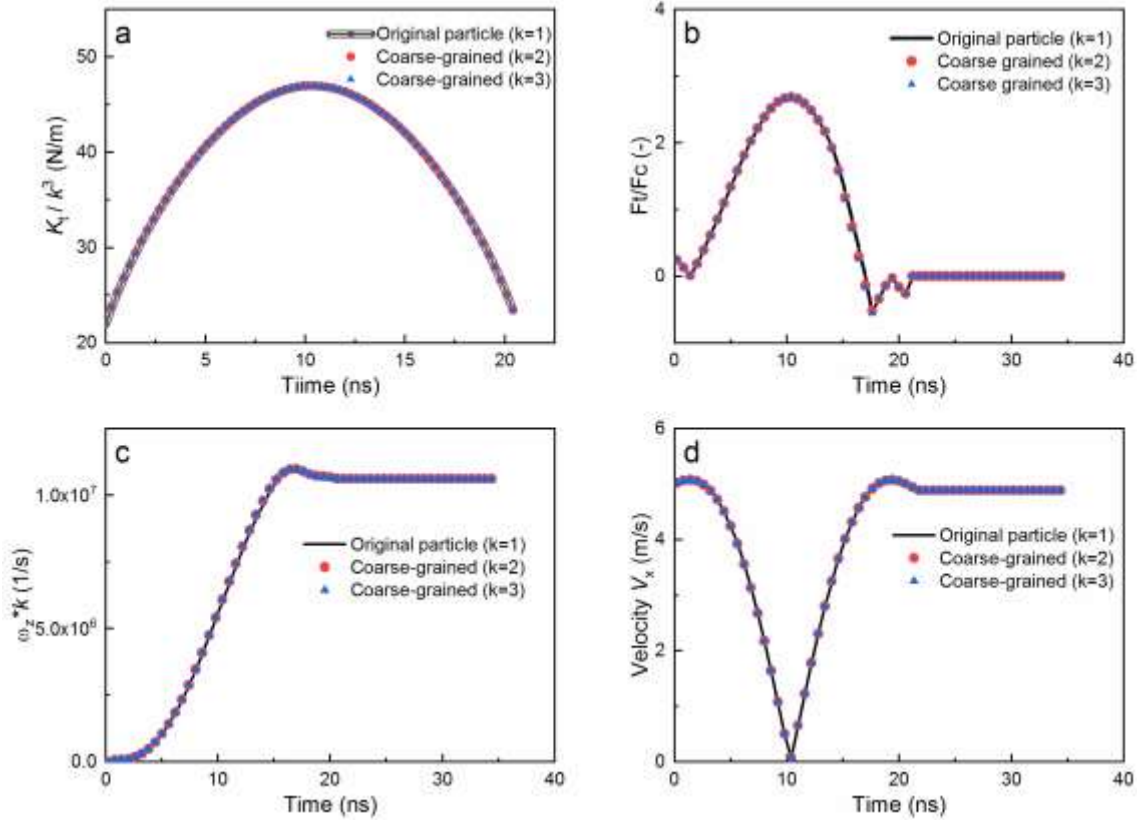 a
Original particle (k=1)
Coarse-grained (k=2)
Coarse-grained (k=3)
50
40
30
20
Kt / k³ (N/m)
0
5
10
15
20
Tiime (ns)
b
Original particle (k=1)
Coarse grained (k=2)
Coarse grained (k=3)
4
2
0
Ft/Fc (-)
0
10
20
30
40
Time (ns)
c
Original particle (k=1)
Coarse-grained (k=2)
Coarse-grained (k=3)
1.0x10⁷
5.0x10⁶
0.0
ωz*k (1/s)
0
10
20
30
40
Time (ns)
d
Original particle (k=1)
Coarse-grained (k=2)
Coarse-grained (k=3)
6
4
2
0
Velocity Vx (m/s)
0
10
20
30
40
Time (ns)